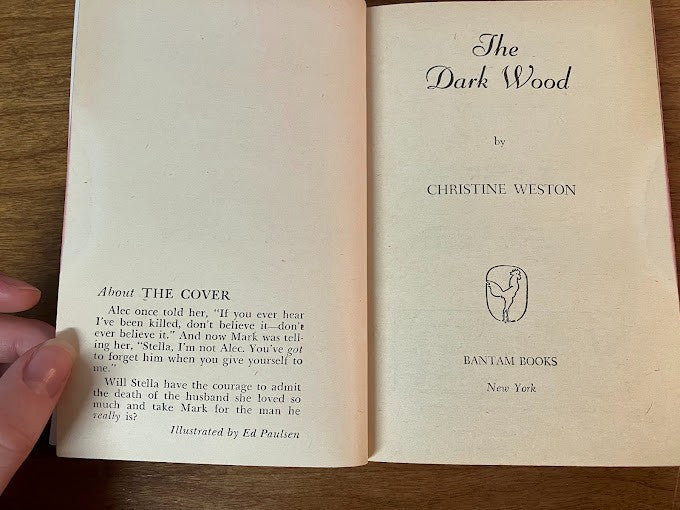 About THE COVER
Alec once told her, "If you ever hear
I've been killed, don't believe it—don't
ever believe it." And now Mark was tell-
ing her, "Stella, I'm not Alec. You've got
to forget him when you give yourself to
me."
Will Stella have the courage to admit
the death of the husband she loved so
much and take Mark for the man he
really is?
Illustrated by Ed Paulsen
The
Dark Wood
by
CHRISTINE WESTON
BANTAM BOOKS
New York